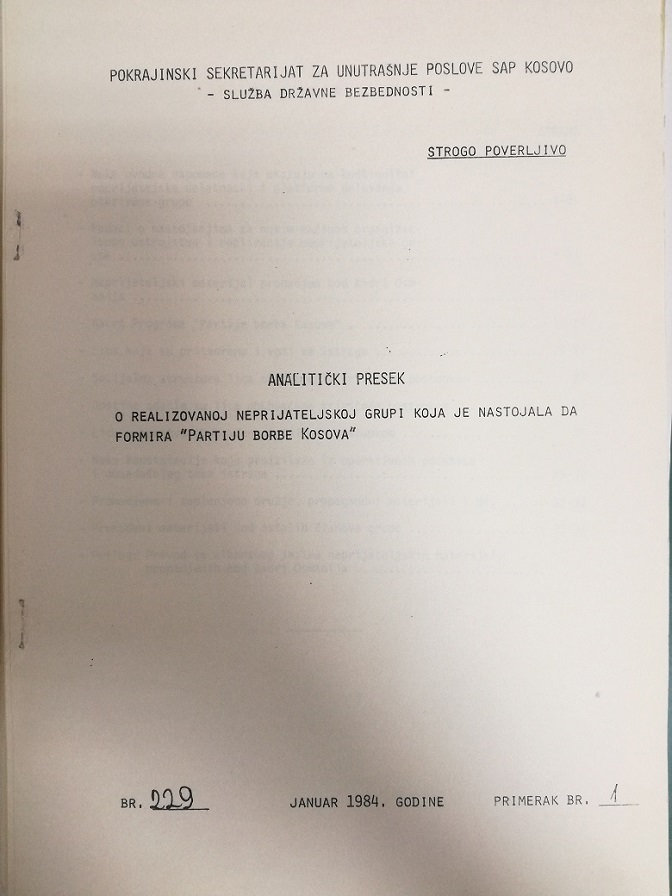 POKRAJINSKI SEKRETARIJAT ZA UNUTRAŠNJE POSLOVE SAP KOSOVO
- SLUŽBA DRŽAVNE BEZBEDNOSTI -
STROGO POVERLJIVO
ANALITIČKI PRESEK
O REALIZOVANOJ NEPRIJATELJSKOJ GRUPI KOJA JE NASTOJALA DA
FORMIRA "PARTIJU BORBE KOSOVA"
BR. 229 JANUAR 1984. GODINE PRIMERAK BR. 1